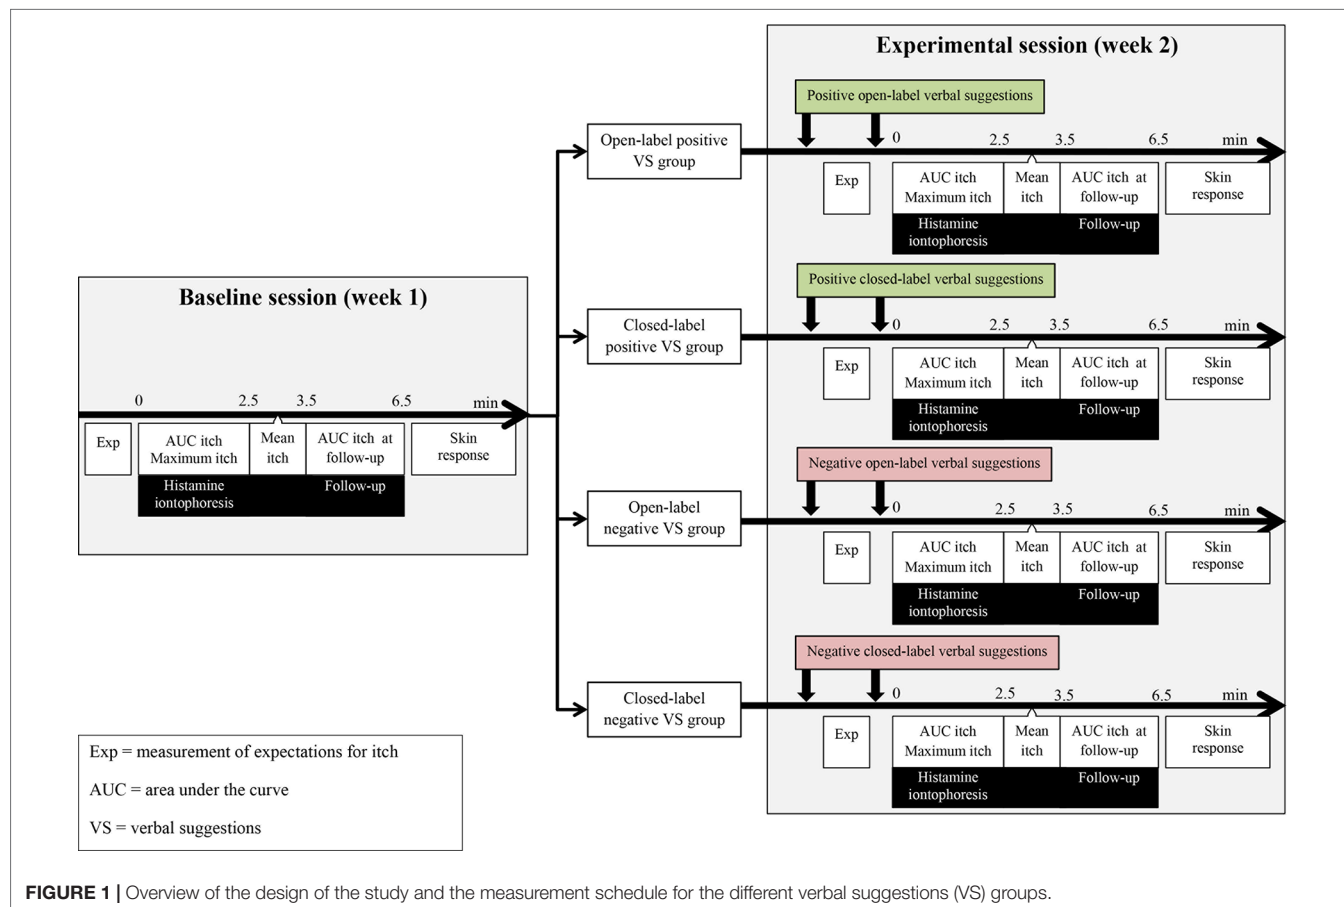 Experimental session (week 2)
Positive open-label verbal suggestions
Open-label positive
VS group
0 2.5 3.5 6.5 min
Exp
AUC itch
Maximum itch
Mean
itch
AUC itch at
follow-up
Skin
response
Histamine
iontophoresis
Follow-up
Positive closed-label verbal suggestions
Closed-label
positive VS group
0 2.5 3.5 6.5 min
Exp
AUC itch
Maximum itch
Mean
itch
AUC itch at
follow-up
Skin
response
Histamine
iontophoresis
Follow-up
Baseline session (week 1)
0 2.5 3.5 6.5 min
Exp
AUC itch
Maximum itch
Mean
itch
AUC itch at
follow-up
Skin
response
Histamine
iontophoresis
Follow-up
Negative open-label verbal suggestions
Open-label
negative VS group
0 2.5 3.5 6.5 min
Exp
AUC itch
Maximum itch
Mean
itch
AUC itch at
follow-up
Skin
response
Histamine
iontophoresis
Follow-up
Negative closed-label verbal suggestions
Closed-label
negative VS group
0 2.5 3.5 6.5 min
Exp
AUC itch
Maximum itch
Mean
itch
AUC itch at
follow-up
Skin
response
Histamine
iontophoresis
Follow-up
Exp = measurement of expectations for itch
AUC = area under the curve
VS = verbal suggestions
FIGURE 1 | Overview of the design of the study and the measurement schedule for the different verbal suggestions (VS) groups.